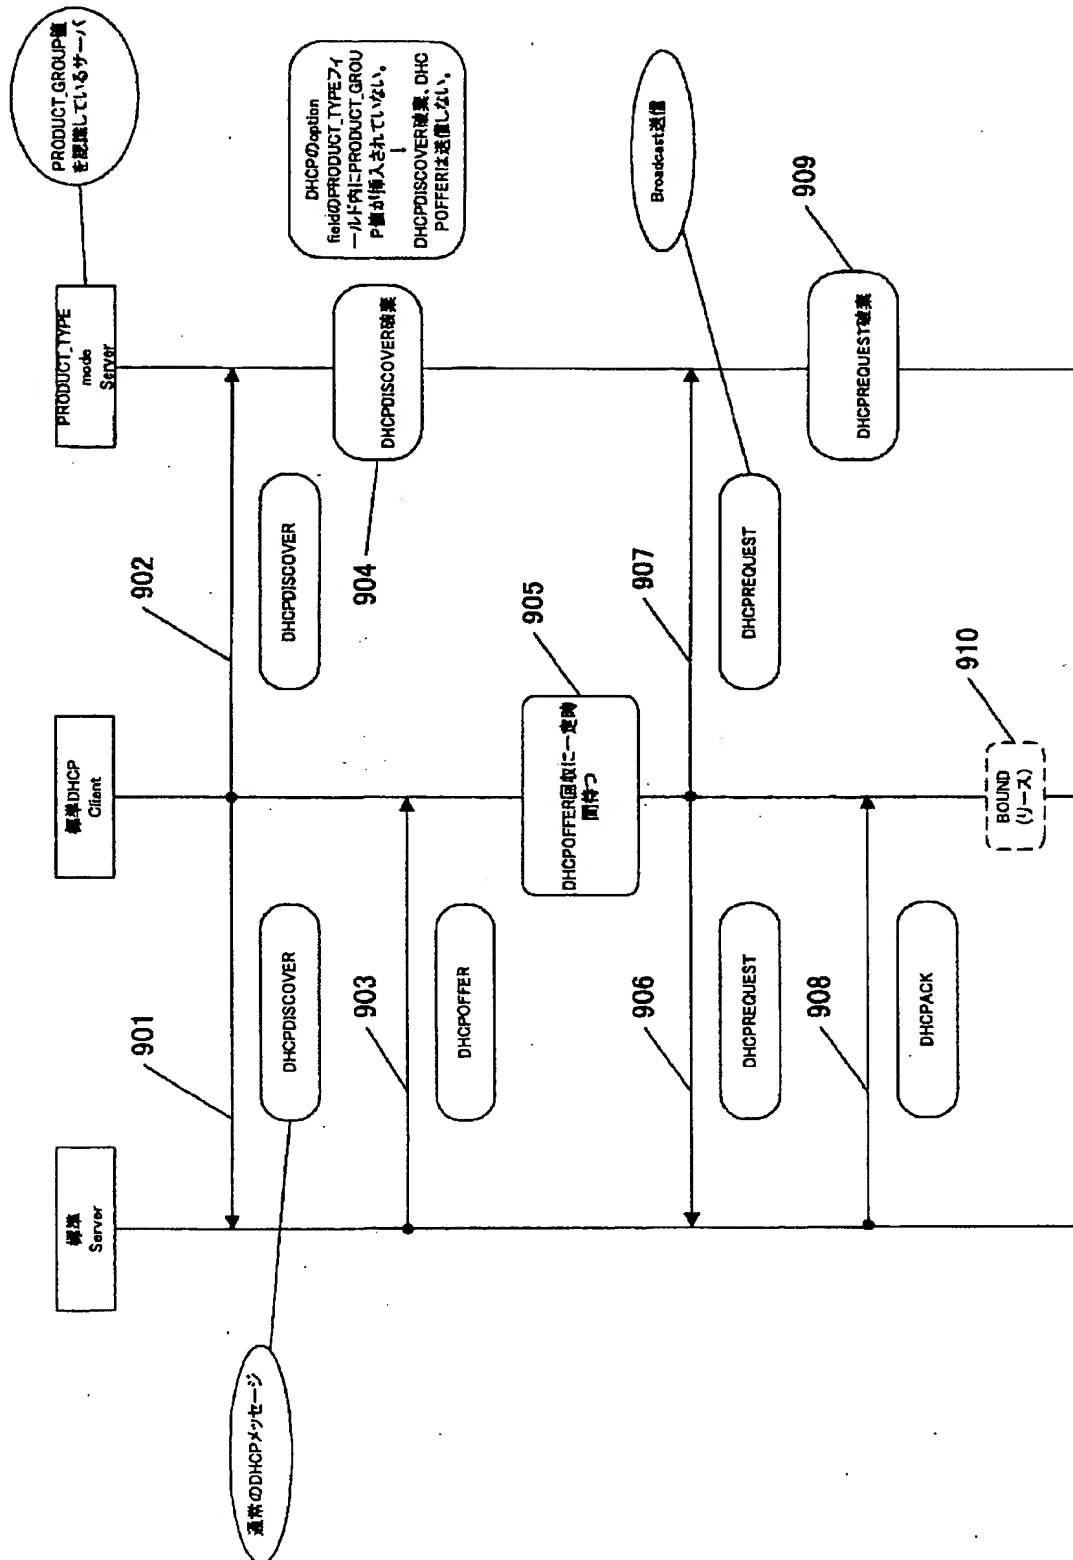 標準
Server
標準DHCP
Client
PRODUCT_TYPE
mode
Server
PRODUCT_GROUP値
を認識しているサーバ
901
902
通常のDHCPメッセージ
DHCPDISCOVER
DHCPDISCOVER
903
DHCPOFFER
904
DHCPDISCOVER破棄
DHCPのoption
fieldのPRODUCT_TYPEフィ
ールド内にPRODUCT_GROU
P値が挿入されていない。
↓
DHCPDISCOVER破棄、DHC
POFFERは送信しない。
905
DHCPOFFER回収に一定時
間待つ
906
907
DHCPREQUEST
DHCPREQUEST
Broadcast送信
908
DHCPACK
909
DHCPREQUEST破棄
910
BOUND
(リース)